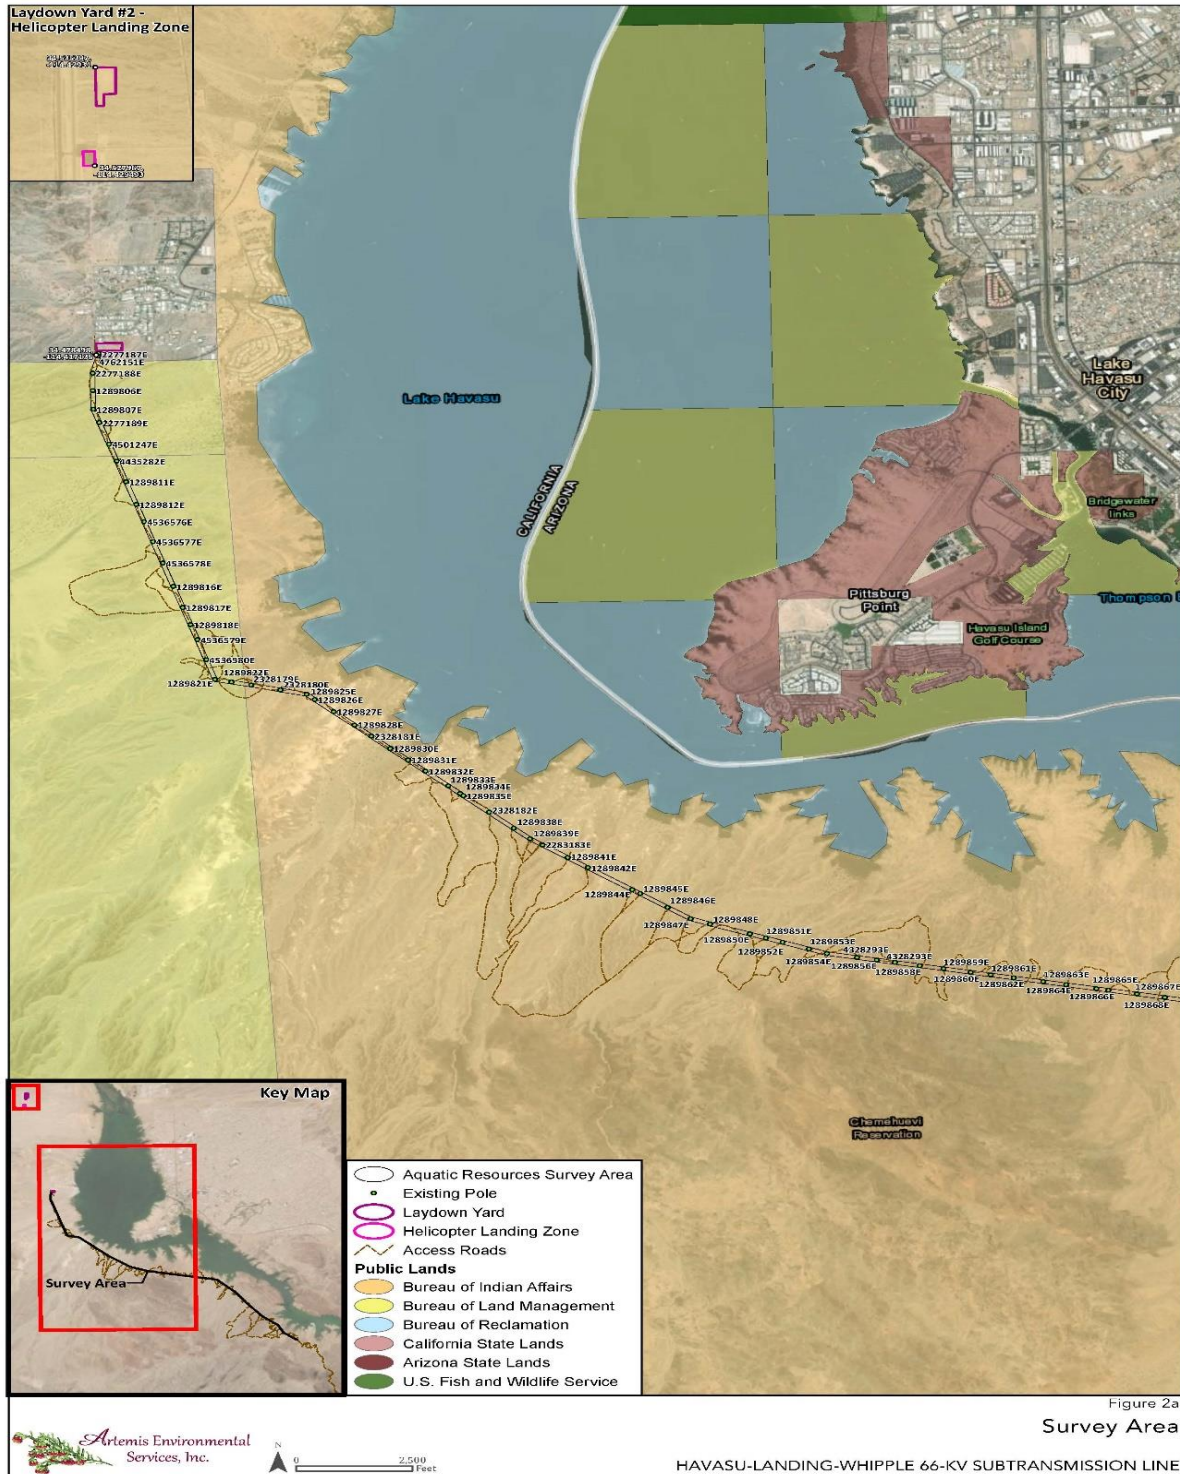 Laydown Yard #2 -
Helicopter Landing Zone
2277187E
4762151E
2277188E
1289806E
1289807E
2277189E
4501247E
4435282E
1289811E
1289812E
4536576E
4536577E
4536578E
1289816E
1289817E
1289818E
4536579E
4536580E
1289821E
1289822E
2328179E
2328180E
1289825E
1289826E
1289827E
1289828E
2328181E
1289830E
1289831E
1289832E
1289833E
1289834E
1289835E
2328182E
1289838E
1289839E
2283183E
1289841E
1289842E
1289844E
1289845E
1289846E
1289847E
1289848E
1289850E
1289851E
1289852E
1289853E
1289854E
4328293E
1289856E
4328293E
1289858E
1289859E
1289860E
1289861E
1289862E
1289863E
1289864E
1289865E
1289866E
1289867E
1289868E
Lake Havasu
CALIFORNIA
ARIZONA
Lake
Havasu
City
Bridgewater
links
Pittsburg
Point
Thompson
Havasu Island
Golf Course
Chemehuevi
Reservation
Key Map
Survey Area
Aquatic Resources Survey Area
Existing Pole
Laydown Yard
Helicopter Landing Zone
Access Roads
Public Lands
Bureau of Indian Affairs
Bureau of Land Management
Bureau of Reclamation
California State Lands
Arizona State Lands
U.S. Fish and Wildlife Service
Artemis Environmental
Services, Inc.
N
0 2,500
Feet
Figure 2a
Survey Area
HAVASU-LANDING-WHIPPLE 66-KV SUBTRANSMISSION LINE